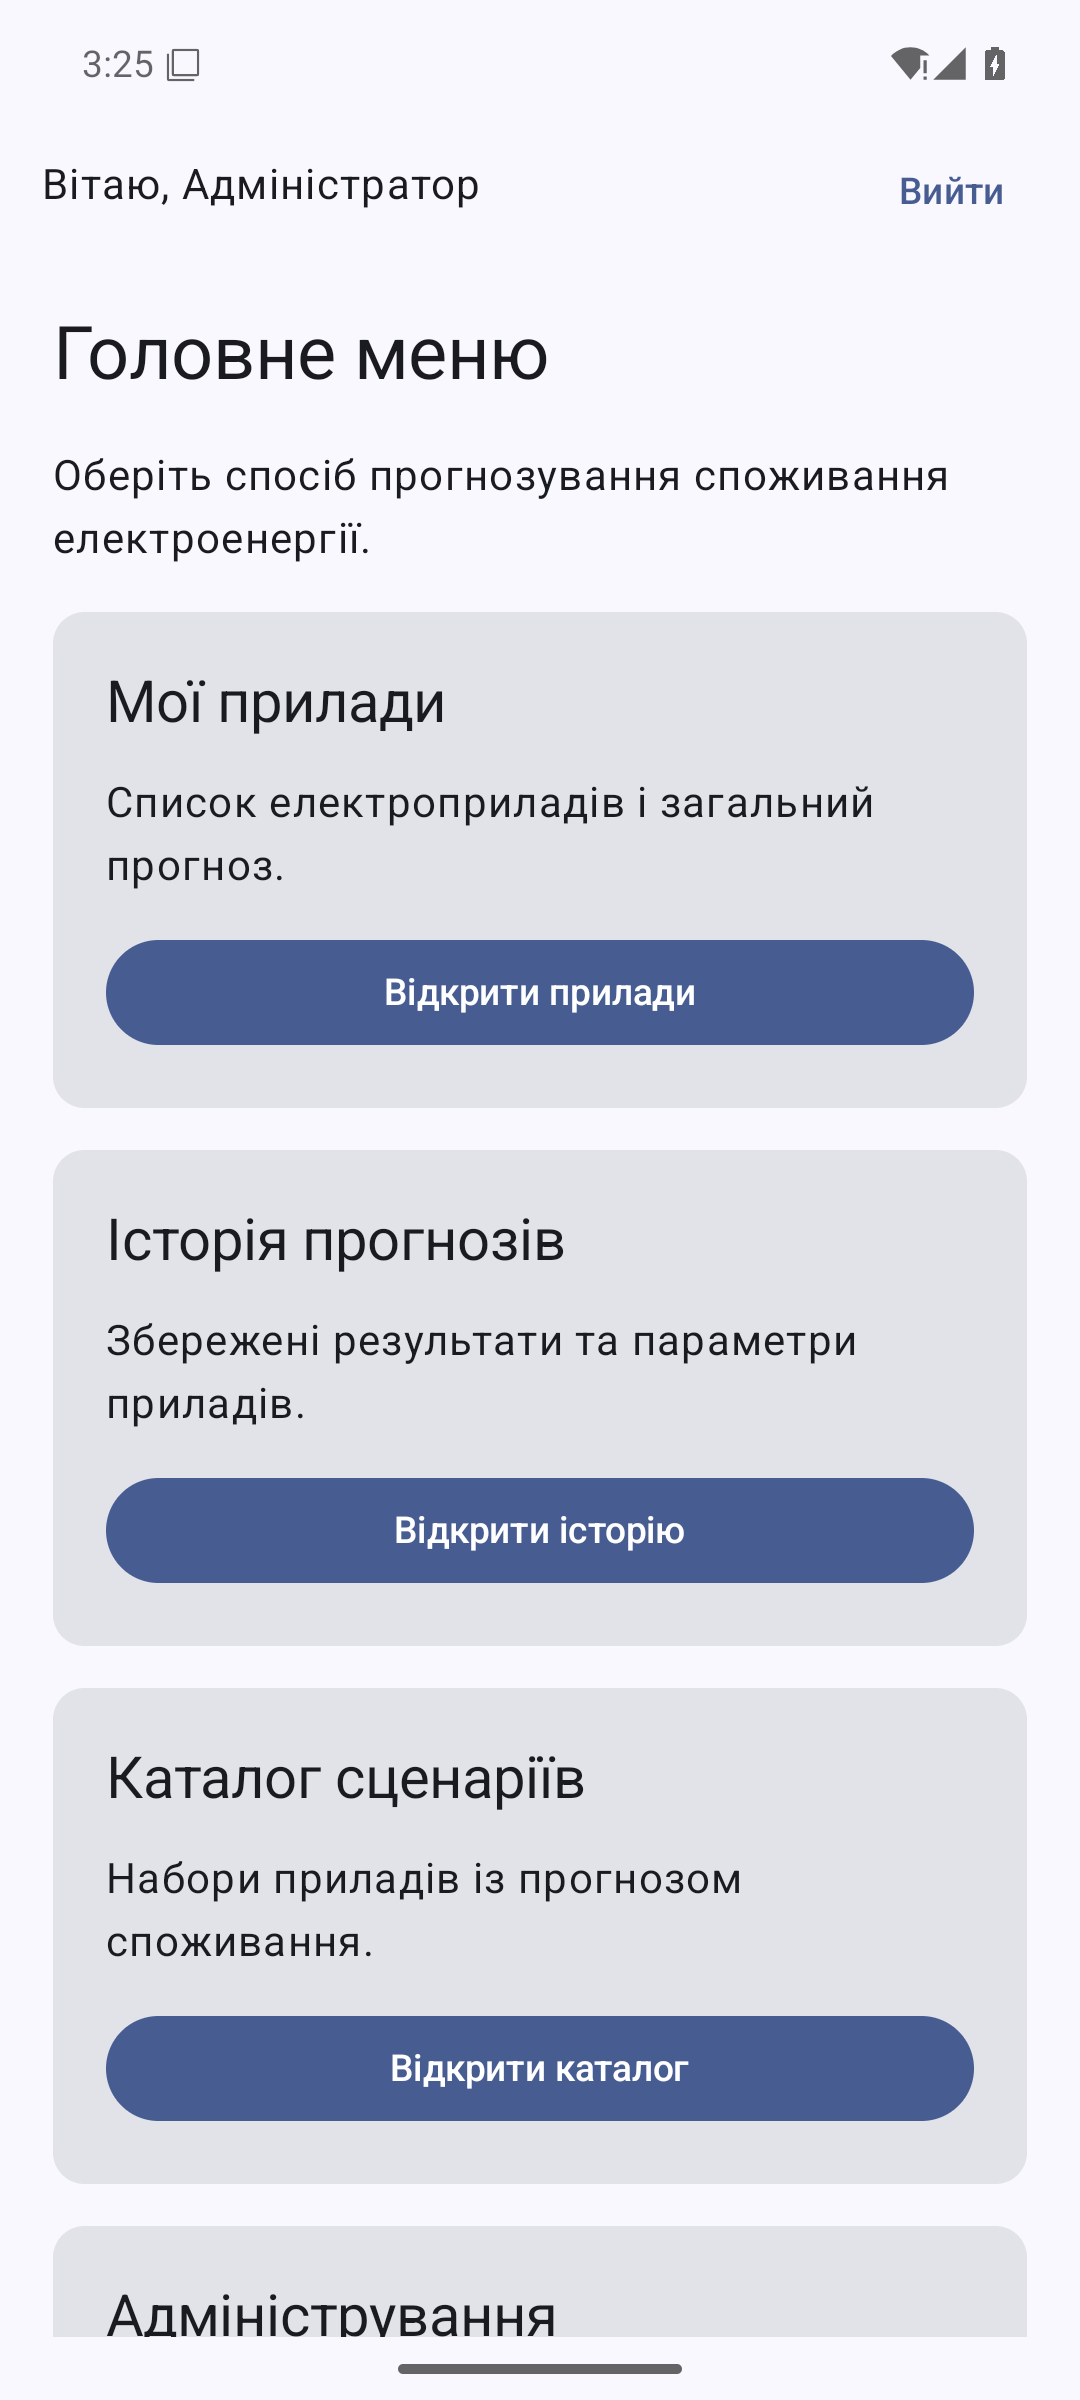 3:25
Вітаю, Адміністратор
Вийти
Головне меню
Оберіть спосіб прогнозування споживання
електроенергії.
Мої прилади
Список електроприладів і загальний
прогноз.
Відкрити прилади
Історія прогнозів
Збережені результати та параметри
приладів.
Відкрити історію
Каталог сценаріїв
Набори приладів із прогнозом
споживання.
Відкрити каталог
Адміністрування